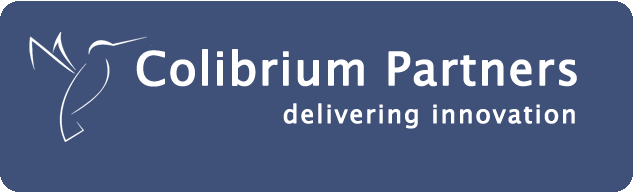 Colibrium Partners
delivering innovation